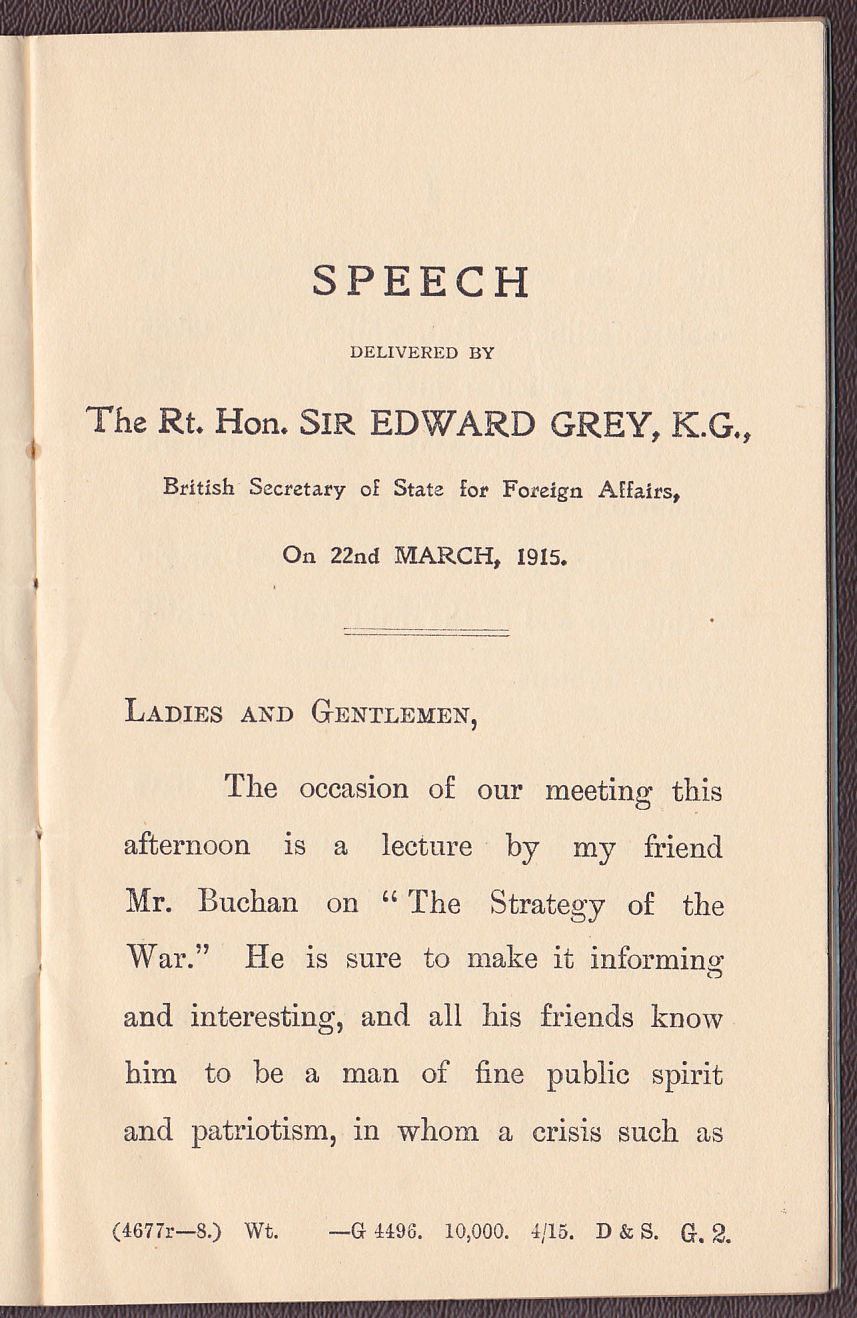 SPEECH
DELIVERED BY
The Rt. Hon. SIR EDWARD GREY, K.G.,
British Secretary of State for Foreign Affairs,
On 22nd MARCH, 1915.
LADIES AND GENTLEMEN,
The occasion of our meeting this
afternoon is a lecture by my friend
Mr. Buchan on “ The Strategy of the
War.” He is sure to make it informing
and interesting, and all his friends know
him to be a man of fine public spirit
and patriotism, in whom a crisis such as
(4677r—8.) Wt. —G 4496. 10,000. 4/15. D & S. G. 2.